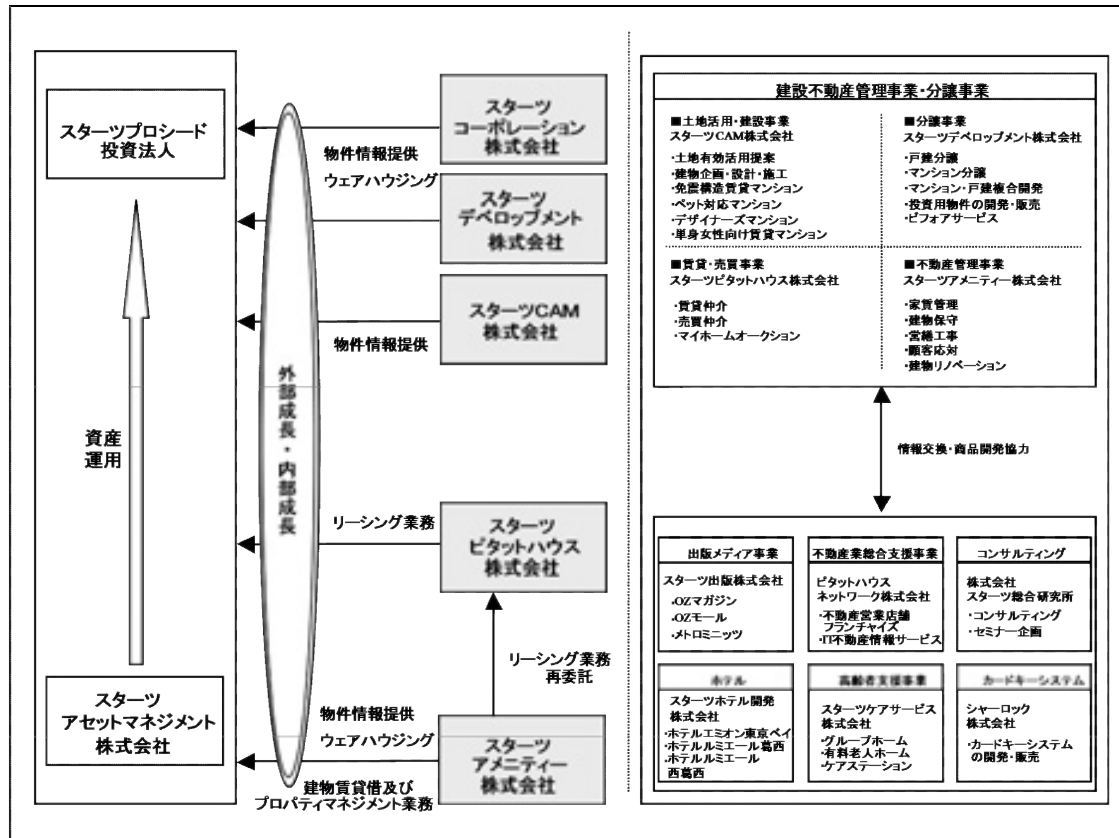 スターツプロシード
投資法人
資産
運用
スターツ
アセットマネジメント
株式会社
外部成長・内部成長
スターツ
コーポレーション
株式会社
物件情報提供
ウェアハウジング
スターツ
デベロップメント
株式会社
スターツCAM
株式会社
物件情報提供
リーシング業務
スターツ
ピタットハウス
株式会社
リーシング業務
再委託
物件情報提供
ウェアハウジング
スターツ
アメニティー
株式会社
建物賃貸借及び
プロパティマネジメント業務
建設不動産管理事業・分譲事業
■土地活用・建設事業
スターツCAM株式会社
・土地有効活用提案
・建物企画・設計・施工
・免震構造賃貸マンション
・ペット対応マンション
・デザイナーズマンション
・単身女性向け賃貸マンション
■分譲事業
スターツデベロップメント株式会社
・戸建分譲
・マンション分譲
・マンション・戸建複合開発
・投資用物件の開発・販売
・ビフォアサービス
■賃貸・売買事業
スターツピタットハウス株式会社
・賃貸仲介
・売買仲介
・マイホームオークション
■不動産管理事業
スターツアメニティー株式会社
・家賃管理
・建物保守
・営繕工事
・顧客応対
・建物リノベーション
情報交換・商品開発協力
出版メディア事業
スターツ出版株式会社
・OZマガジン
・OZモール
・メトロミニッツ
不動産業総合支援事業
ピタットハウス
ネットワーク株式会社
・不動産営業店舗
フランチャイズ
・IT不動産情報サービス
コンサルティング
株式会社
スターツ総合研究所
・コンサルティング
・セミナー企画
ホテル
スターツホテル開発
株式会社
・ホテルエミオン東京ベイ
・ホテルルミエール葛西
・ホテルルミエール
西葛西
高齢者支援事業
スターツケアサービス
株式会社
・グループホーム
・有料老人ホーム
・ケアステーション
カードキーシステム
シャーロック
株式会社
・カードキーシステム
の開発・販売